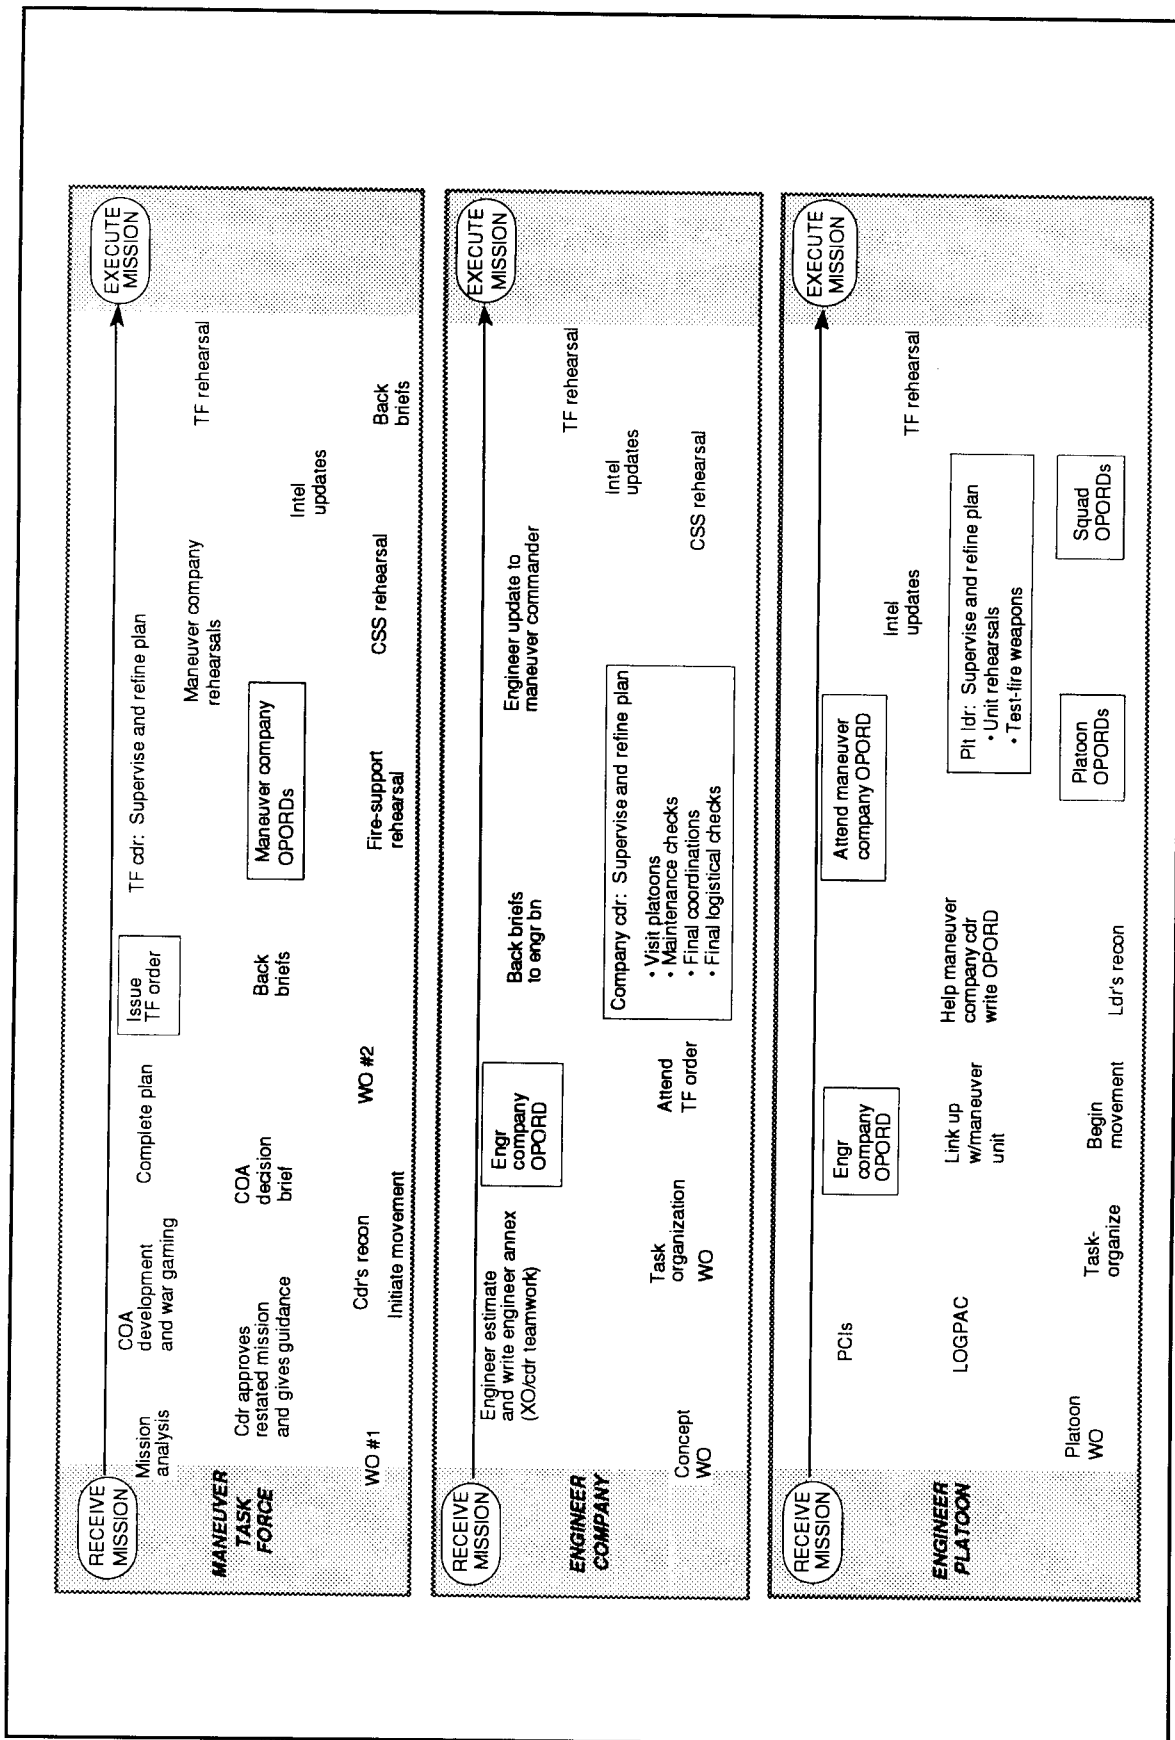 RECEIVE
MISSION
EXECUTE
MISSION
MANEUVER
TASK
FORCE
Mission
analysis
COA
development
and war gaming
Complete plan
Issue
TF order
TF cdr: Supervise and refine plan
Cdr approves
restated mission
and gives guidance
COA
decision
brief
Back
briefs
Maneuver company
OPORDs
Maneuver company
rehearsals
TF rehearsal
Intel
updates
WO #1
Cdr's recon
Initiate movement
WO #2
Fire-support
rehearsal
CSS rehearsal
Back
briefs
RECEIVE
MISSION
EXECUTE
MISSION
ENGINEER
COMPANY
Engineer estimate
and write engineer annex
(XO/cdr teamwork)
Engr
company
OPORD
Back briefs
to engr bn
Engineer update to
maneuver commander
TF rehearsal
Concept
WO
Task
organization
WO
Attend
TF order
Company cdr: Supervise and refine plan
• Visit platoons
• Maintenance checks
• Final coordinations
• Final logistical checks
Intel
updates
CSS rehearsal
RECEIVE
MISSION
EXECUTE
MISSION
ENGINEER
PLATOON
PCIs
Engr
company
OPORD
Attend maneuver
company OPORD
Intel
updates
TF rehearsal
LOGPAC
Link up
w/maneuver
unit
Help maneuver
company cdr
write OPORD
Plt ldr: Supervise and refine plan
• Unit rehearsals
• Test-fire weapons
Platoon
WO
Task-
organize
Begin
movement
Ldr's recon
Platoon
OPORDs
Squad
OPORDs